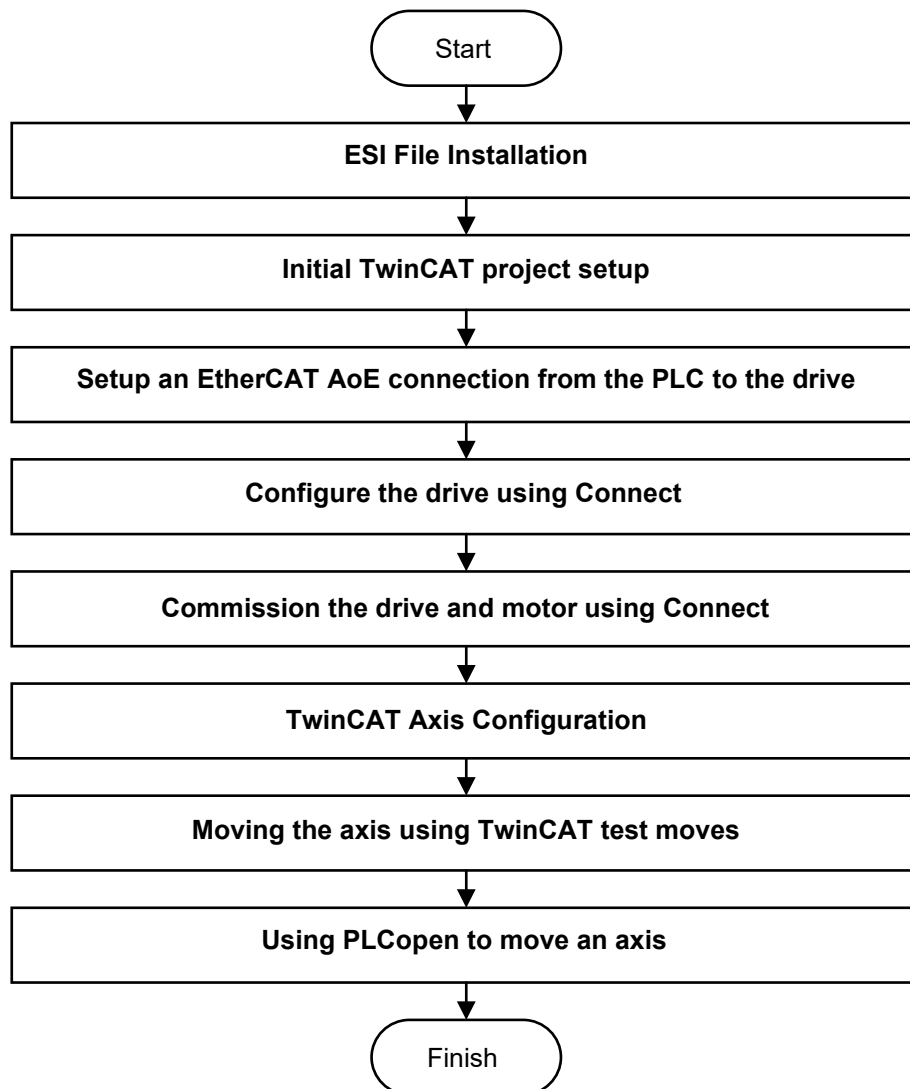 Start
ESI File Installation
Initial TwinCAT project setup
Setup an EtherCAT AoE connection from the PLC to the drive
Configure the drive using Connect
Commission the drive and motor using Connect
TwinCAT Axis Configuration
Moving the axis using TwinCAT test moves
Using PLCopen to move an axis
Finish